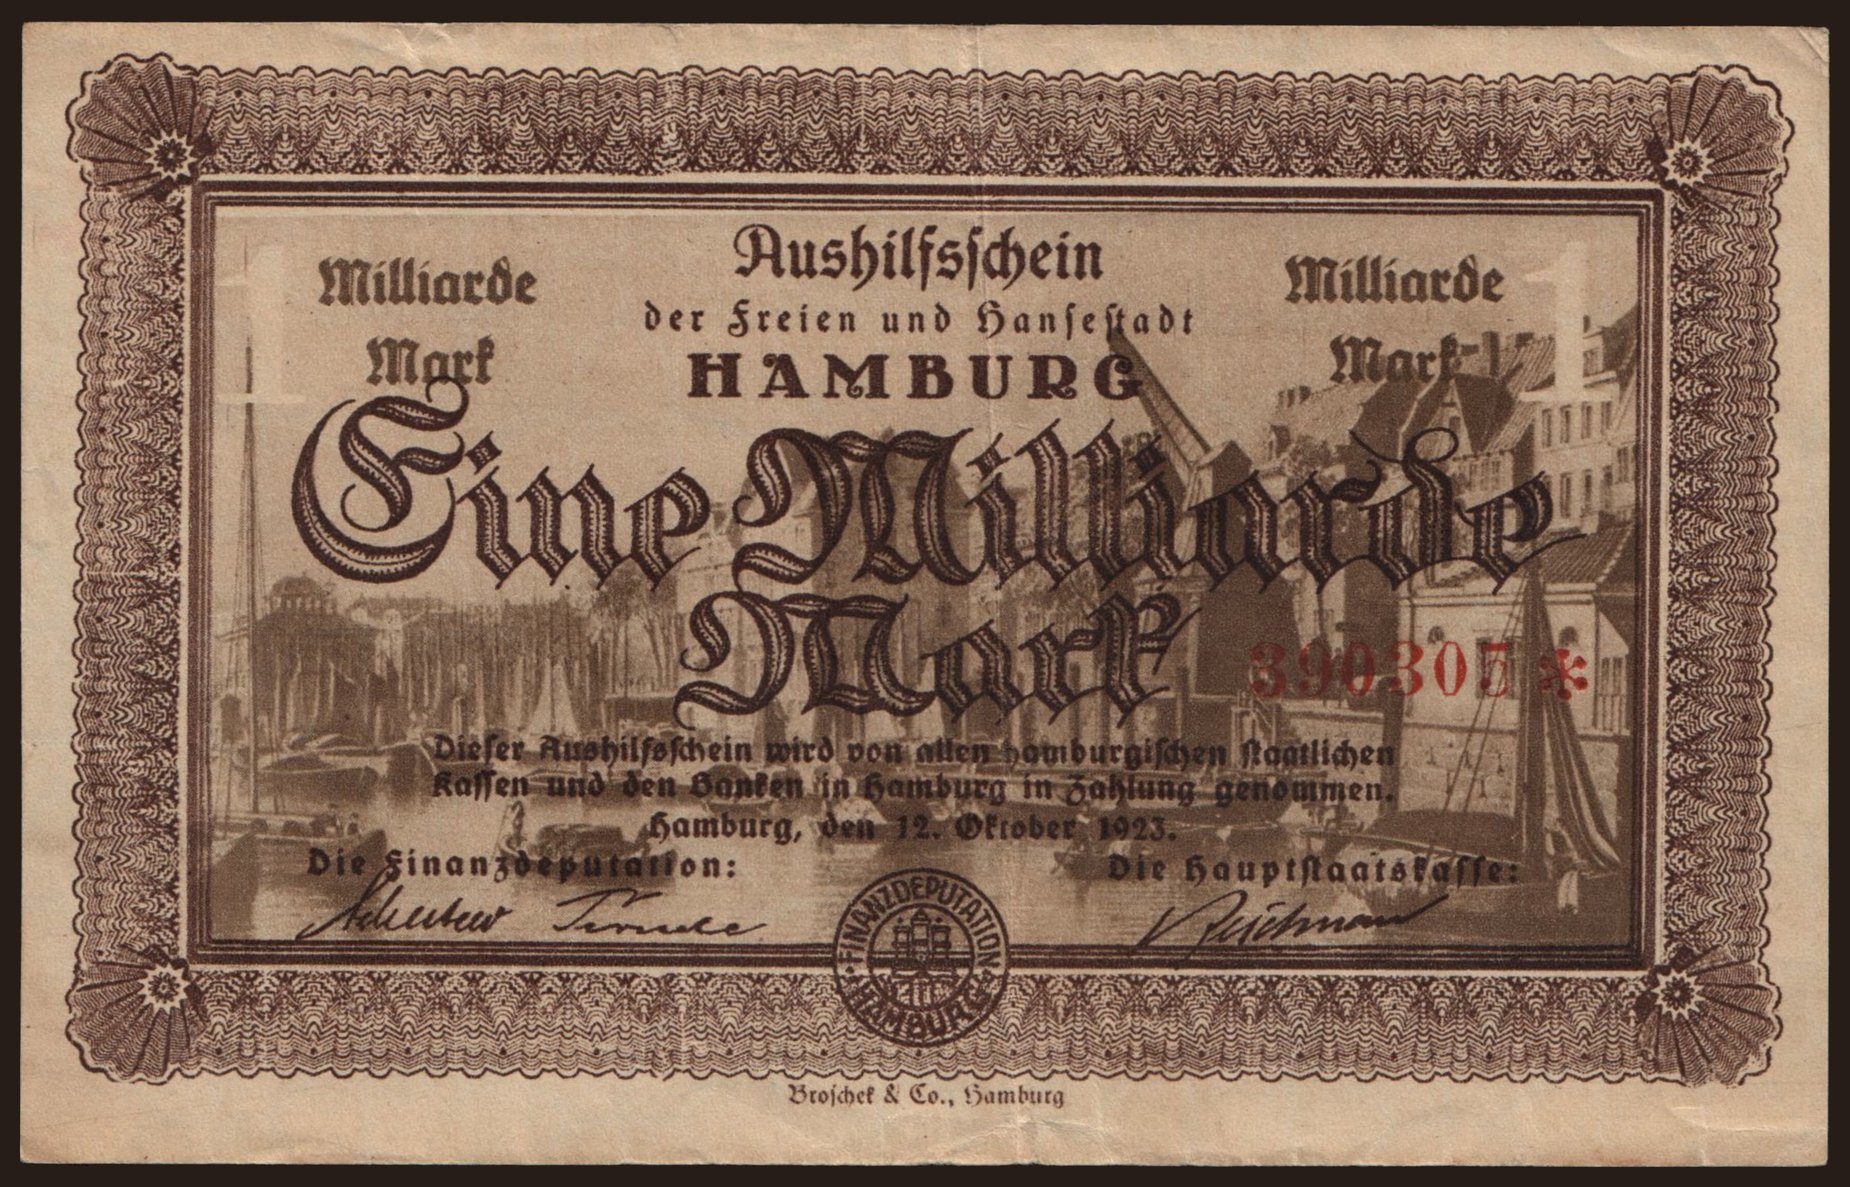 Aushilfsschein
der Freien und Hansestadt
HAMBURG
1 Milliarde
Mark
Milliarde 1
Mark
Eine Milliarde
Mark
390305 *
Dieser Aushilfsschein wird von allen hamburgischen staatlichen
Kassen und den Banken in Hamburg in Zahlung genommen.
Hamburg, den 12. Oktober 1923.
Die Finanzdeputation:
Die Hauptstaatskasse:
FINANZDEPUTATION
HAMBURG
Broschek & Co., Hamburg